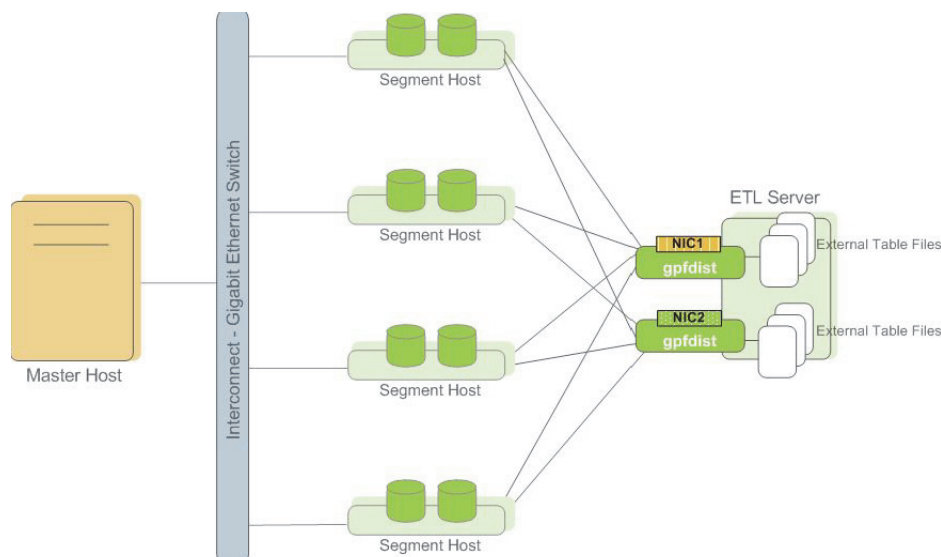 Segment Host
Segment Host
Segment Host
Segment Host
Master Host
Interconnect - Gigabit Ethernet Switch
ETL Server
NIC1
gpfdist
External Table Files
NIC2
gpfdist
External Table Files